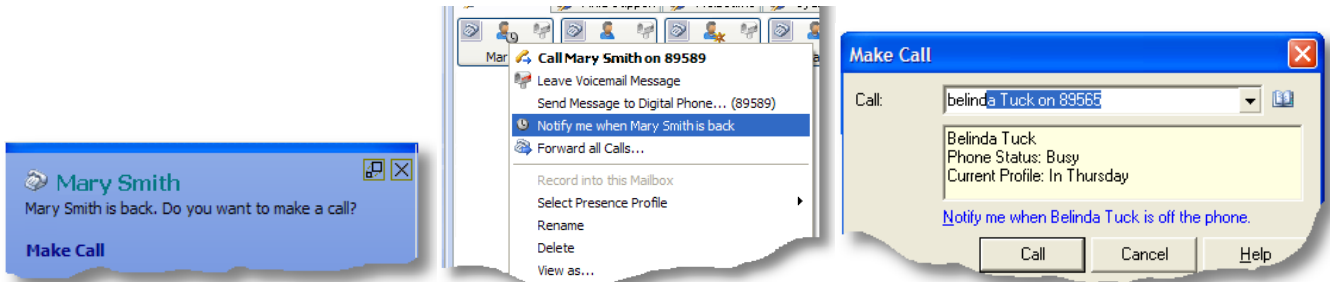 Mary Smith
Mary Smith is back. Do you want to make a call?
Make Call
Mar
Call Mary Smith on 89589
Leave Voicemail Message
Send Message to Digital Phone... (89589)
Notify me when Mary Smith is back
Forward all Calls...
Record into this Mailbox
Select Presence Profile
Rename
Delete
View as...
Make Call
Call:
belinda Tuck on 89565
Belinda Tuck
Phone Status: Busy
Current Profile: In Thursday
Notify me when Belinda Tuck is off the phone.
Call Cancel Help